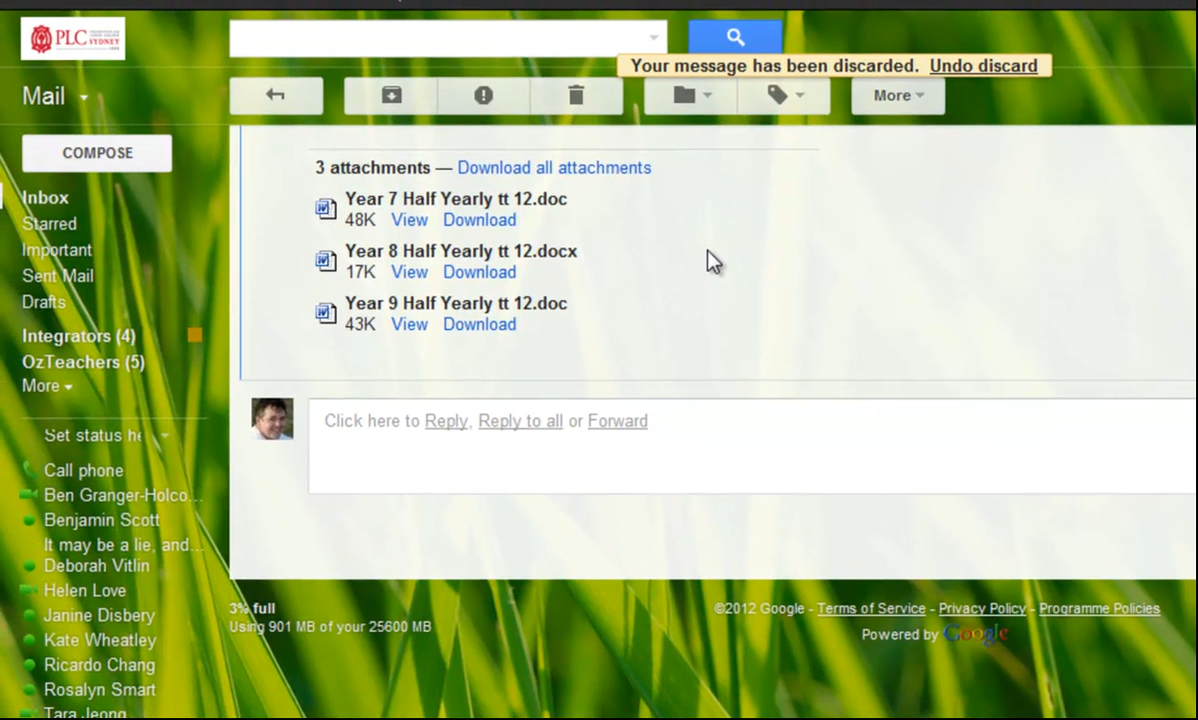 PLC
SYDNEY
Your message has been discarded. Undo discard
Mail
More
COMPOSE
3 attachments — Download all attachments
Inbox
Year 7 Half Yearly tt 12.doc
48K View Download
Starred
Important
Year 8 Half Yearly tt 12.docx
17K View Download
Sent Mail
Drafts
Year 9 Half Yearly tt 12.doc
43K View Download
Integrators (4)
OzTeachers (5)
More
Click here to Reply, Reply to all or Forward
Set status he
Call phone
Ben Granger-Holco...
Benjamin Scott
It may be a lie, and...
Deborah Vitlin
Helen Love
Janine Disbery
Kate Wheatley
Ricardo Chang
Rosalyn Smart
Tara Jeong
3% full
Using 901 MB of your 25600 MB
©2012 Google - Terms of Service - Privacy Policy - Programme Policies
Powered by Google